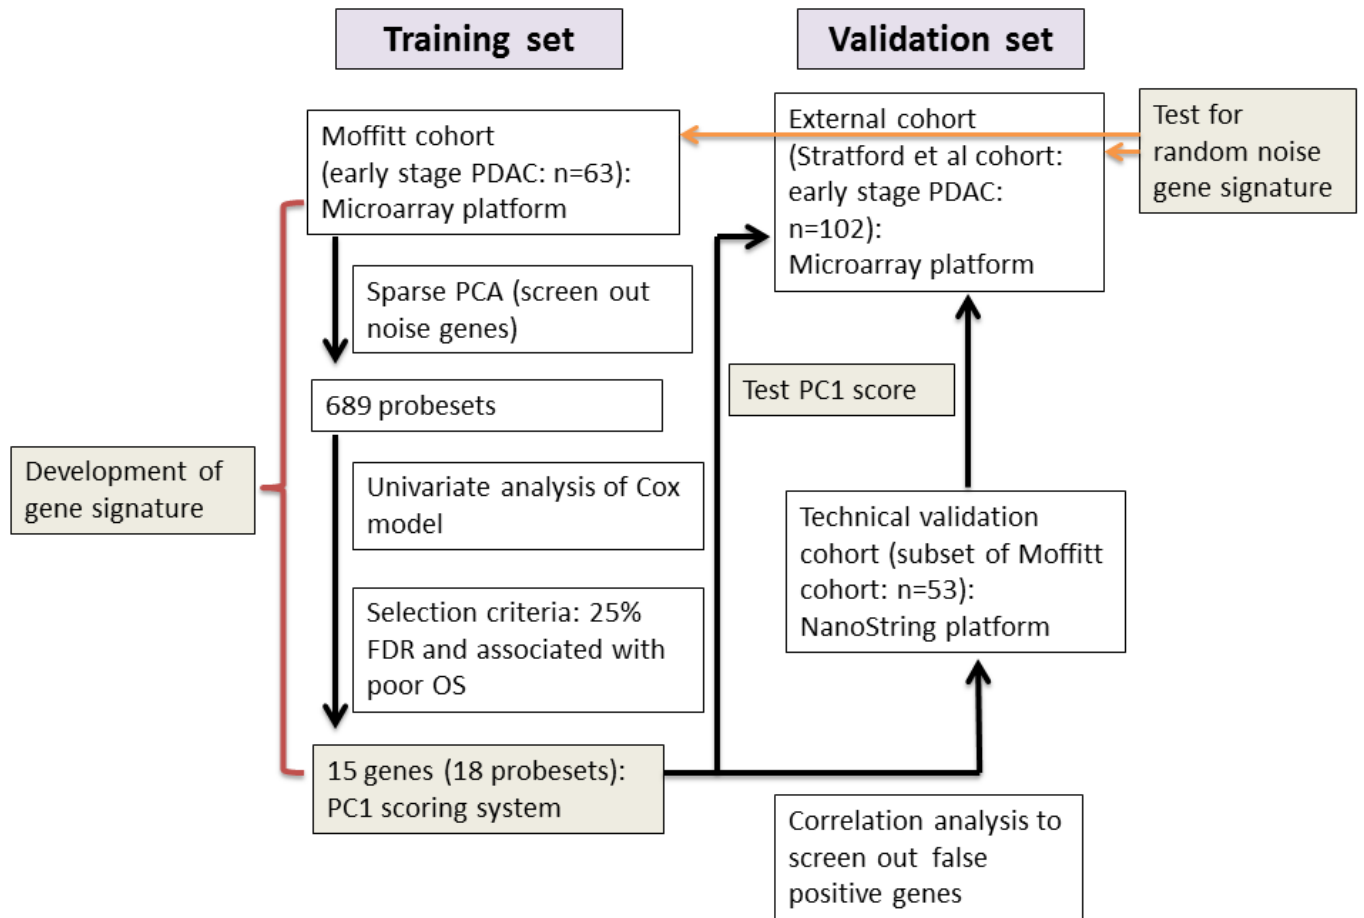 Training set
Validation set
Moffitt cohort
(early stage PDAC: n=63):
Microarray platform
External cohort
(Stratford et al cohort:
early stage PDAC:
n=102):
Microarray platform
Test for
random noise
gene signature
Sparse PCA (screen out
noise genes)
689 probesets
Test PC1 score
Development of
gene signature
Univariate analysis of Cox
model
Technical validation
cohort (subset of Moffitt
cohort: n=53):
NanoString platform
Selection criteria: 25%
FDR and associated with
poor OS
15 genes (18 probesets):
PC1 scoring system
Correlation analysis to
screen out false
positive genes